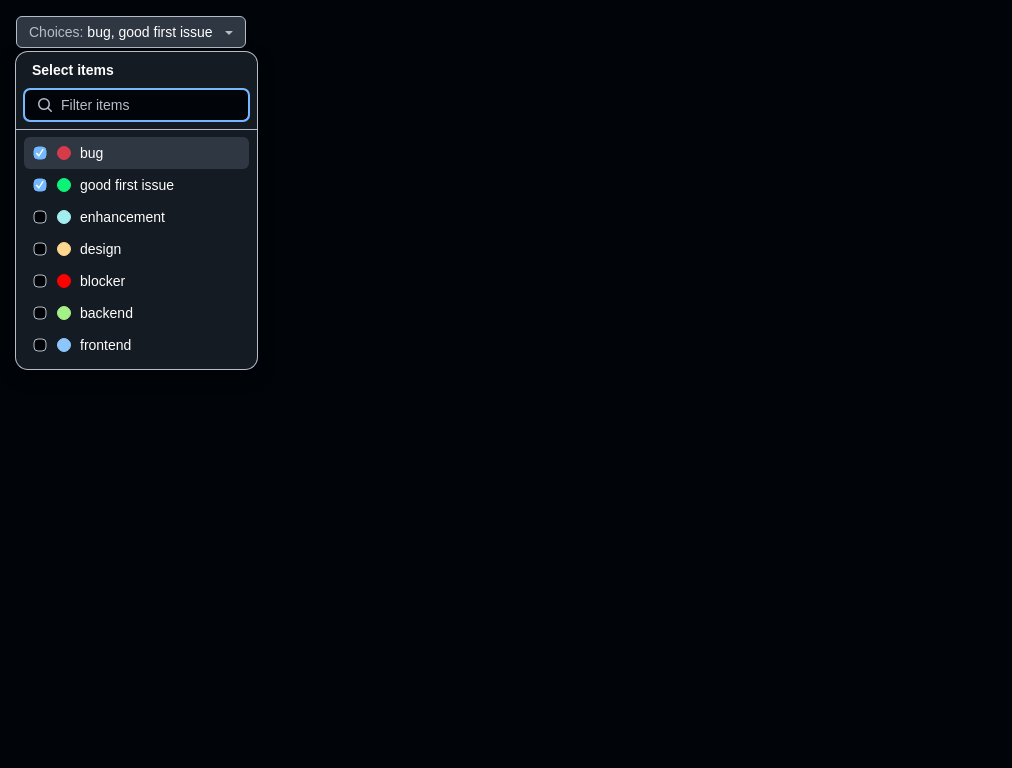 Choices: bug, good first issue
Select items
Filter items
bug
good first issue
enhancement
design
blocker
backend
frontend